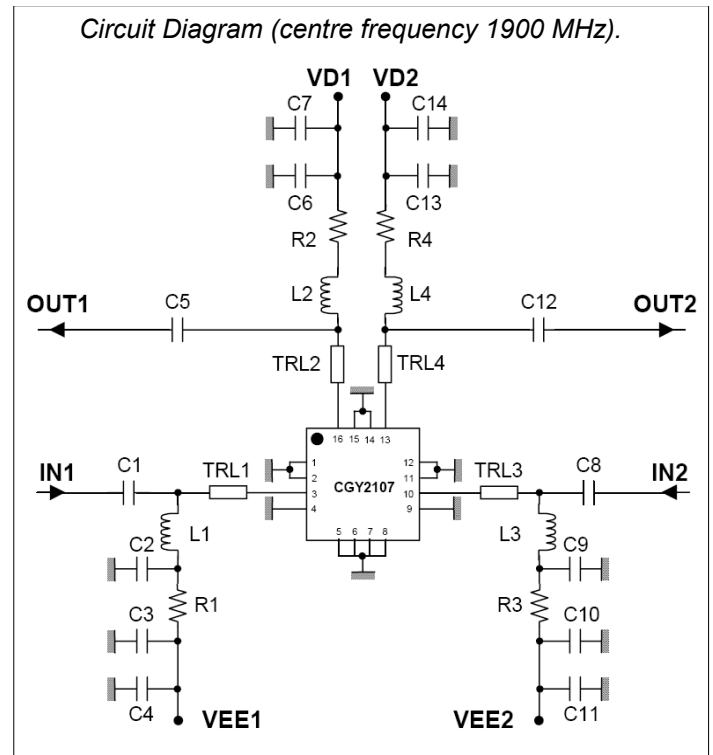 Circuit Diagram (centre frequency 1900 MHz).
VD1 VD2
C7 C14
C6 C13
R2 R4
L2 L4
OUT1 C5 C12 OUT2
TRL2 TRL4
16 15 14 13
IN1 C1 TRL1 1 12 TRL3 C8 IN2
2 CGY2107 11
3 10
4 9
L1 5 6 7 8 L3
C2 C9
R1 R3
C3 C10
C4 C11
VEE1 VEE2